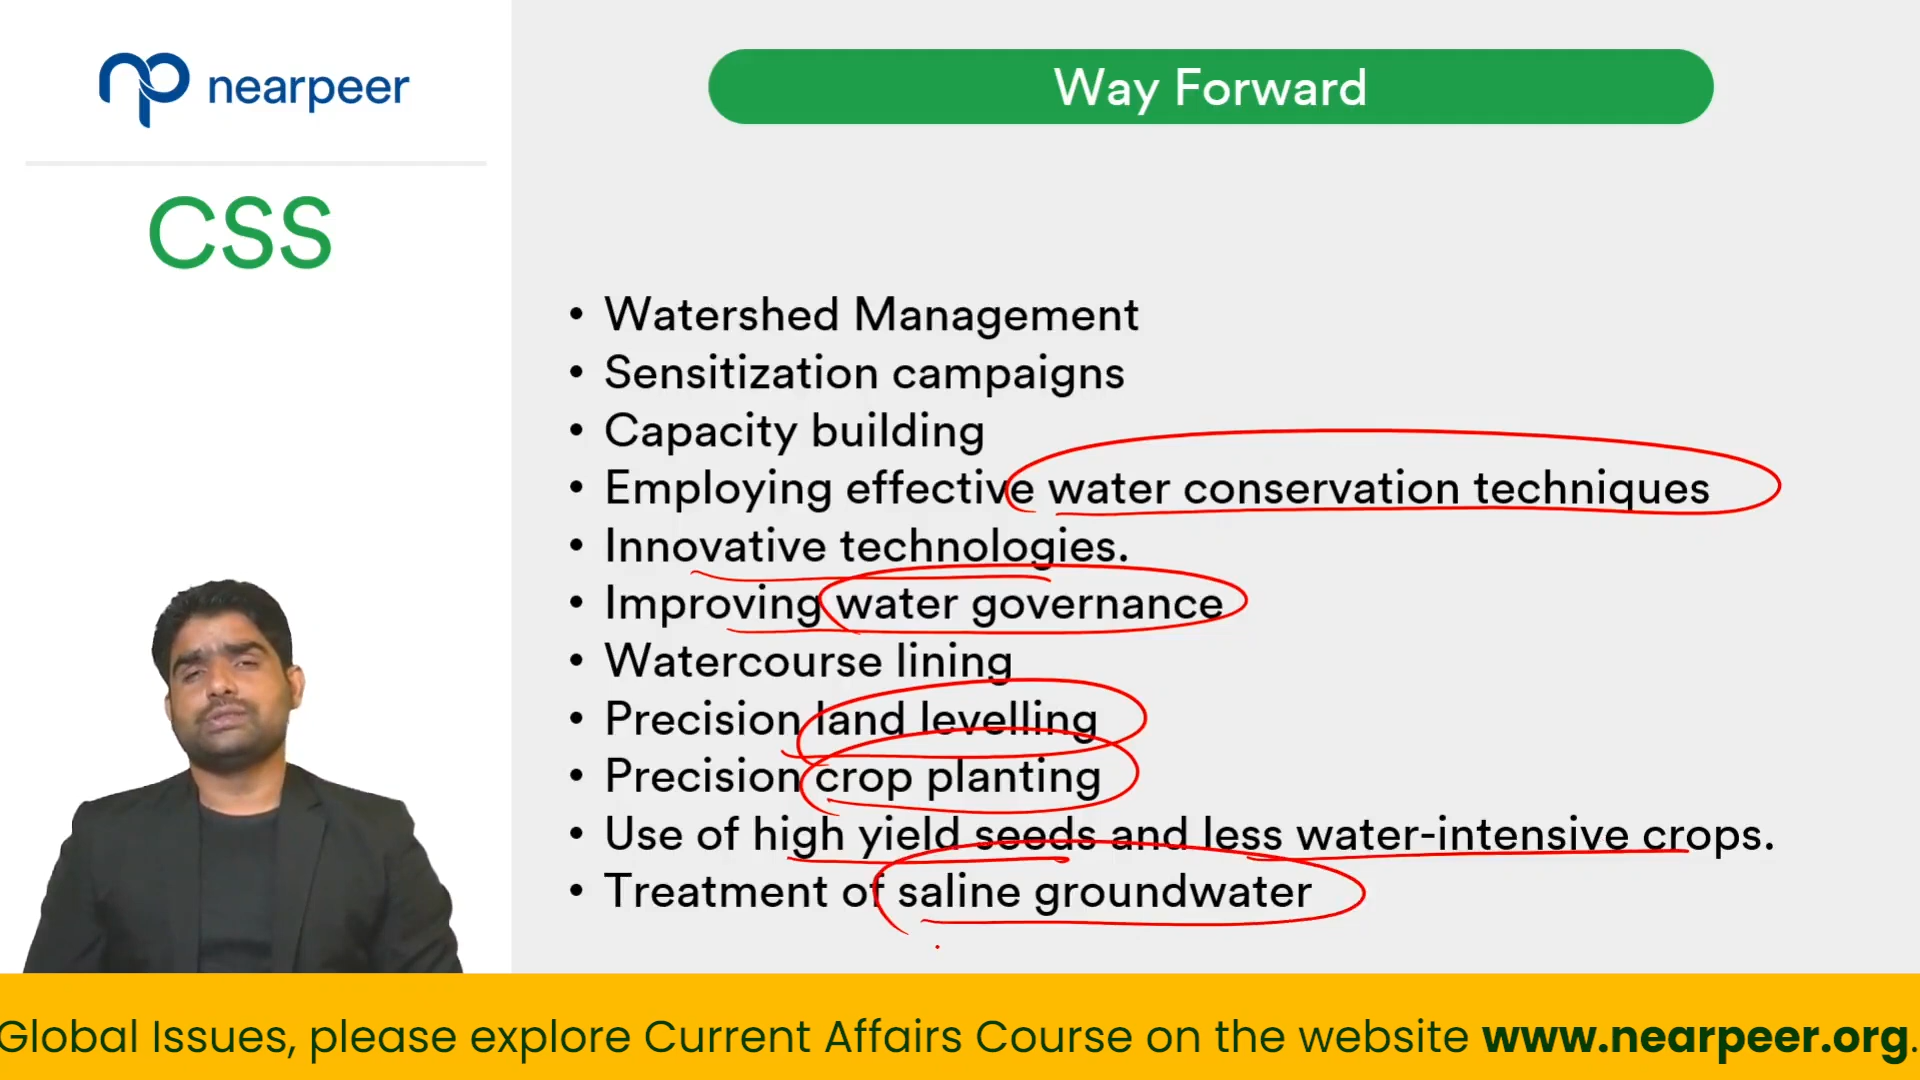 nearpeer
CSS
Way Forward
• Watershed Management
• Sensitization campaigns
• Capacity building
• Employing effective water conservation techniques
• Innovative technologies.
• Improving water governance
• Watercourse lining
• Precision land levelling
• Precision crop planting
• Use of high yield seeds and less water-intensive crops.
• Treatment of saline groundwater
Global Issues, please explore Current Affairs Course on the website www.nearpeer.org.